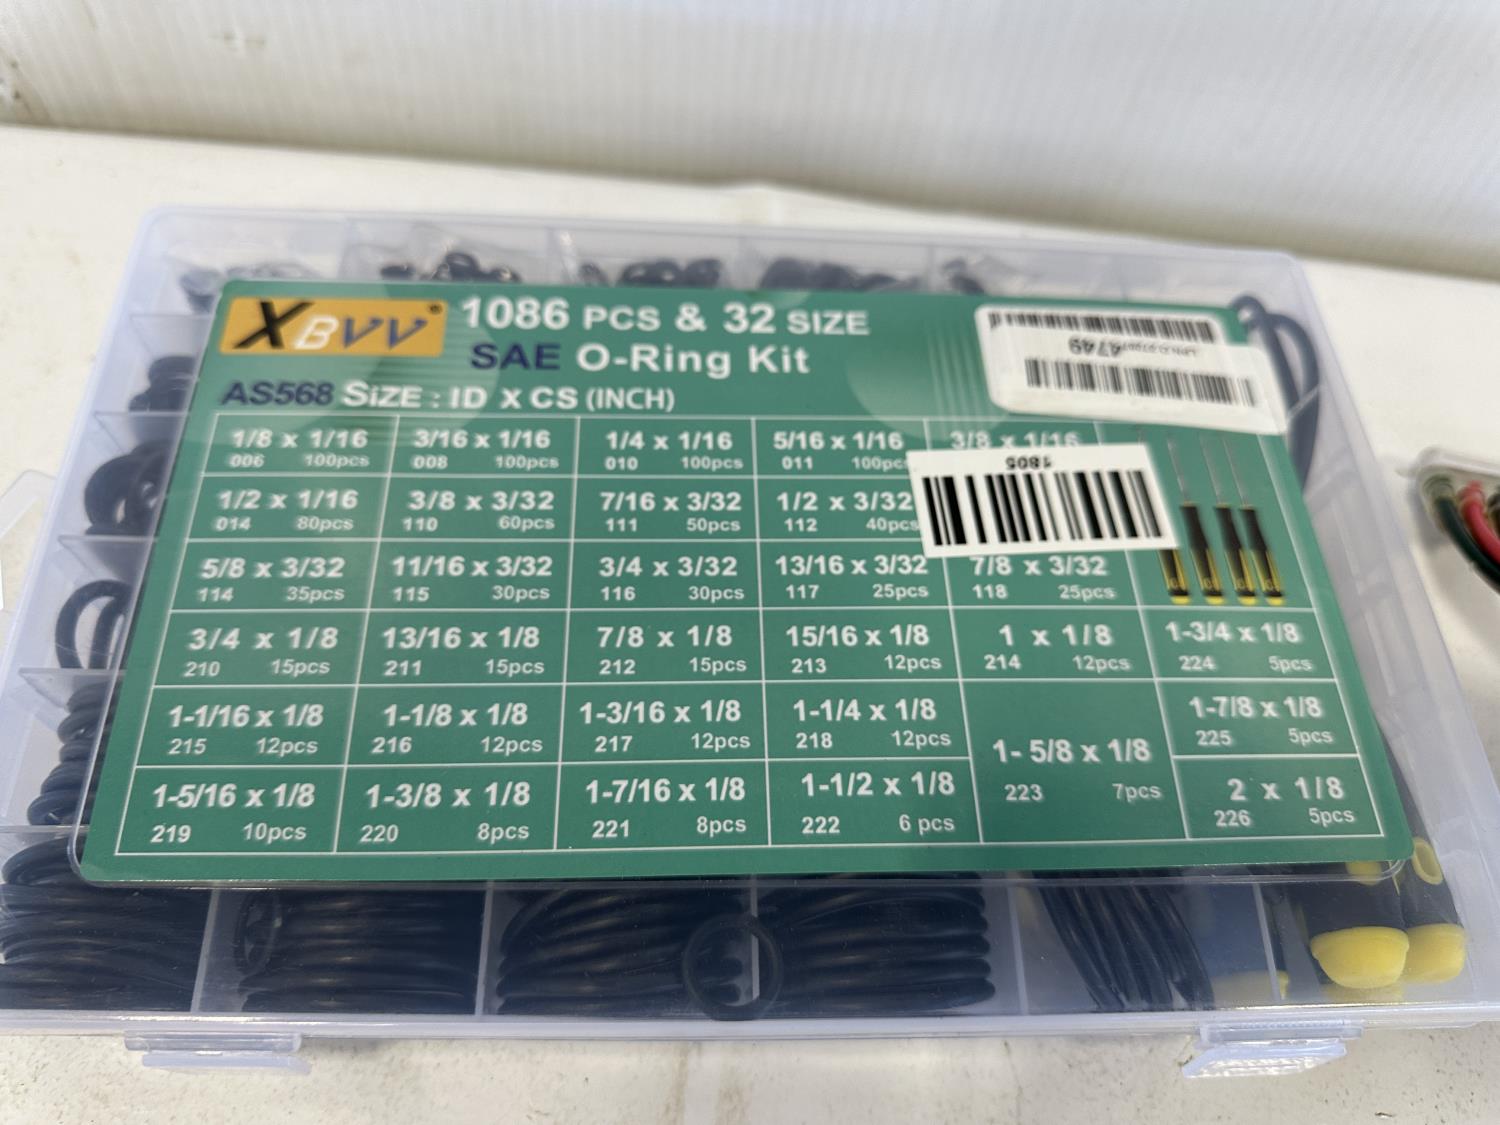 XBVV® 1086 PCS & 32 SIZE
SAE O-Ring Kit
AS568 SiZE : ID x CS (INCH)
4749
1805
1/8 x 1/16 3/16 x 1/16 1/4 x 1/16 5/16 x 1/16 3/8 x 1/16
006 100pcs 008 100pcs 010 100pcs 011 100pcs
1/2 x 1/16 3/8 x 3/32 7/16 x 3/32 1/2 x 3/32
014 80pcs 110 60pcs 111 50pcs 112 40pcs
5/8 x 3/32 11/16 x 3/32 3/4 x 3/32 13/16 x 3/32 7/8 x 3/32
114 35pcs 115 30pcs 116 30pcs 117 25pcs 118 25pcs
3/4 x 1/8 13/16 x 1/8 7/8 x 1/8 15/16 x 1/8 1 x 1/8 1-3/4 x 1/8
210 15pcs 211 15pcs 212 15pcs 213 12pcs 214 12pcs 224 5pcs
1-1/16 x 1/8 1-1/8 x 1/8 1-3/16 x 1/8 1-1/4 x 1/8 1-7/8 x 1/8
215 12pcs 216 12pcs 217 12pcs 218 12pcs 225 5pcs
1- 5/8 x 1/8
223 7pcs
1-5/16 x 1/8 1-3/8 x 1/8 1-7/16 x 1/8 1-1/2 x 1/8 2 x 1/8
219 10pcs 220 8pcs 221 8pcs 222 6 pcs 226 5pcs